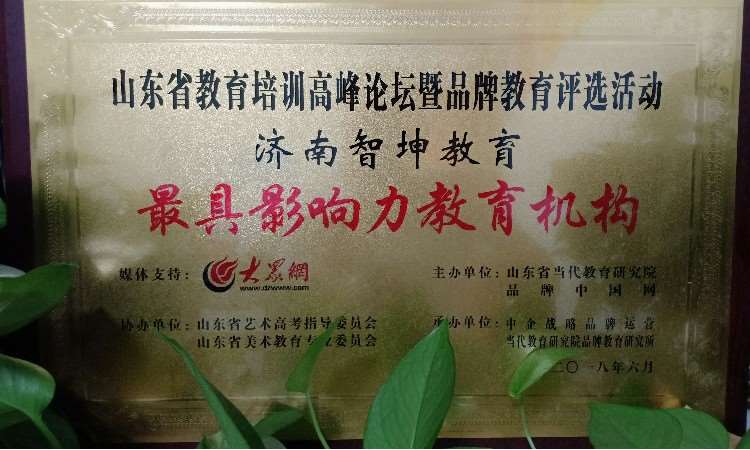 山东省教育培训高峰论坛暨品牌教育评选活动
济南智坤教育
最具影响力教育机构
媒体支持: 大眾網
www.dzwww.com
主办单位: 山东省当代教育研究院
品牌中国网
协办单位: 山东省艺术高考指导委员会
山东省美术教育专业委员会
承办单位: 中企战略品牌运营
当代教育研究院品牌教育研究所
二〇一八年六月